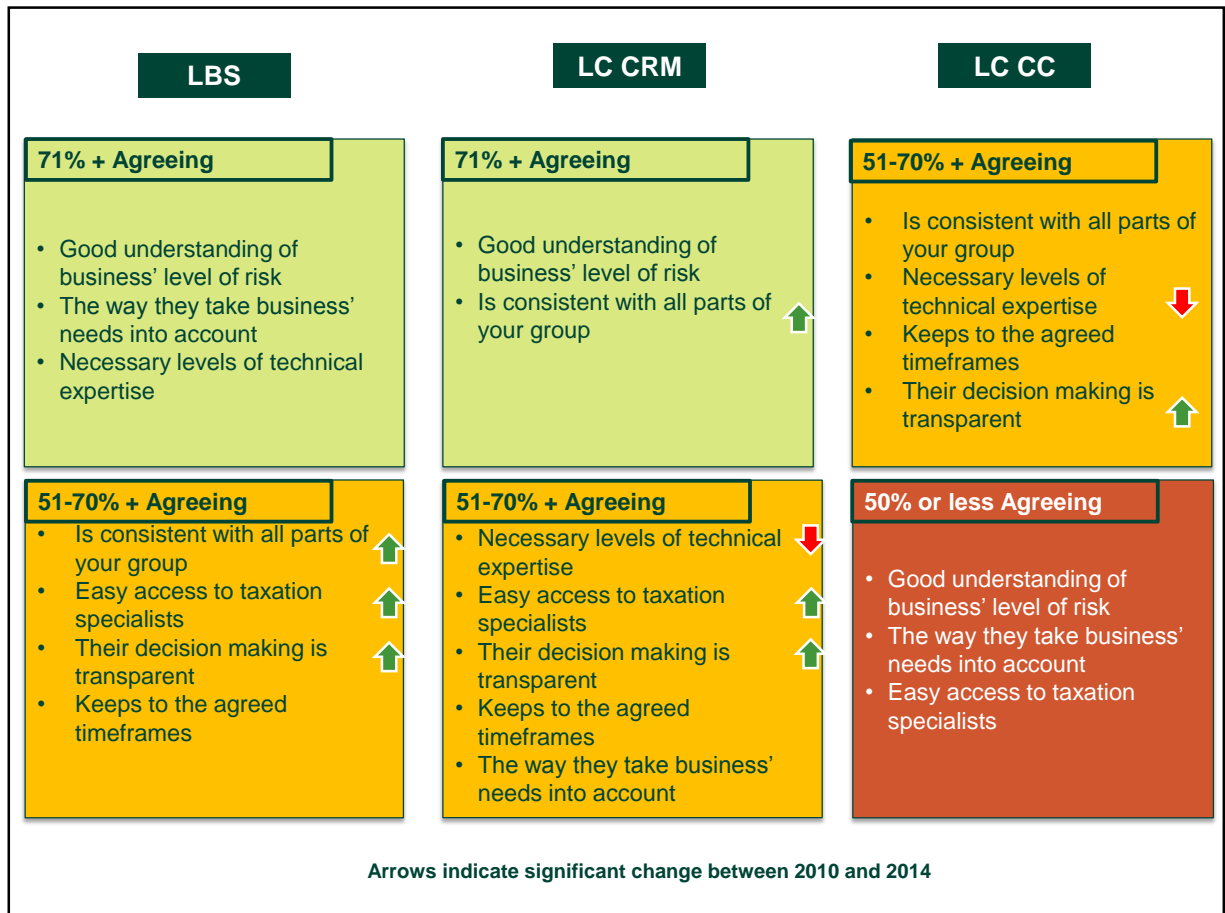 LBS
71% + Agreeing
• Good understanding of
business’ level of risk
• The way they take business’
needs into account
• Necessary levels of technical
expertise
51-70% + Agreeing
• Is consistent with all parts of
your group
• Easy access to taxation
specialists
• Their decision making is
transparent
• Keeps to the agreed
timeframes
LC CRM
71% + Agreeing
• Good understanding of
business’ level of risk
• Is consistent with all parts of
your group
51-70% + Agreeing
• Necessary levels of technical
expertise
• Easy access to taxation
specialists
• Their decision making is
transparent
• Keeps to the agreed
timeframes
• The way they take business’
needs into account
LC CC
51-70% + Agreeing
• Is consistent with all parts of
your group
• Necessary levels of
technical expertise
• Keeps to the agreed
timeframes
• Their decision making is
transparent
50% or less Agreeing
• Good understanding of
business’ level of risk
• The way they take business’
needs into account
• Easy access to taxation
specialists
Arrows indicate significant change between 2010 and 2014